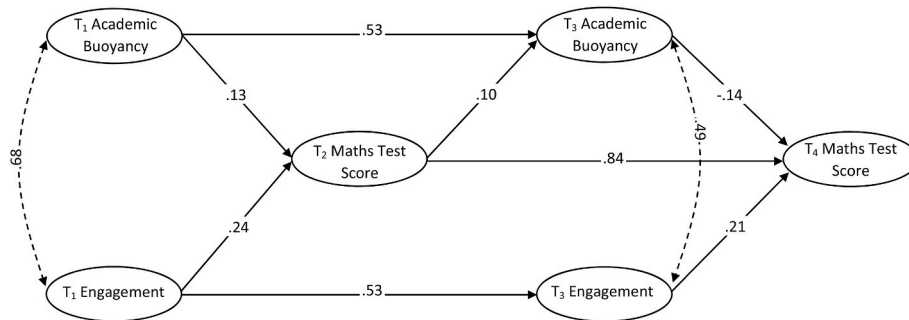 T₁ Academic
Buoyancy
.53
T₃ Academic
Buoyancy
.13
.10
-.14
.68
.49
T₂ Maths Test
Score
.84
T₄ Maths Test
Score
.24
.21
T₁ Engagement
.53
T₃ Engagement